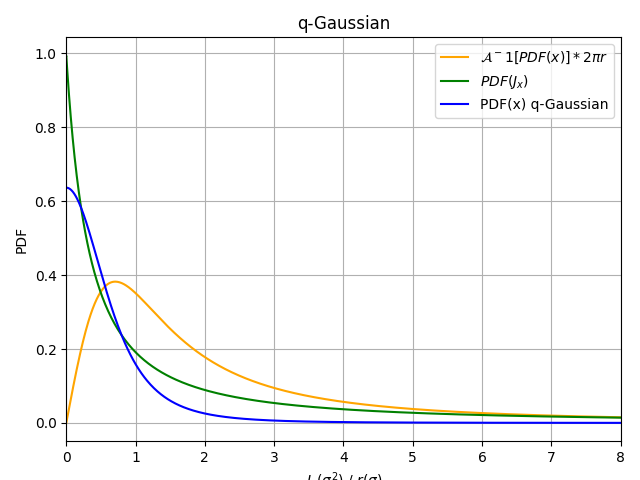 q-Gaussian
𝒜⁻1[PDF(x)] * 2πr
PDF(Jₓ)
PDF(x) q-Gaussian
PDF
1.0
0.8
0.6
0.4
0.2
0.0
0 1 2 3 4 5 6 7 8